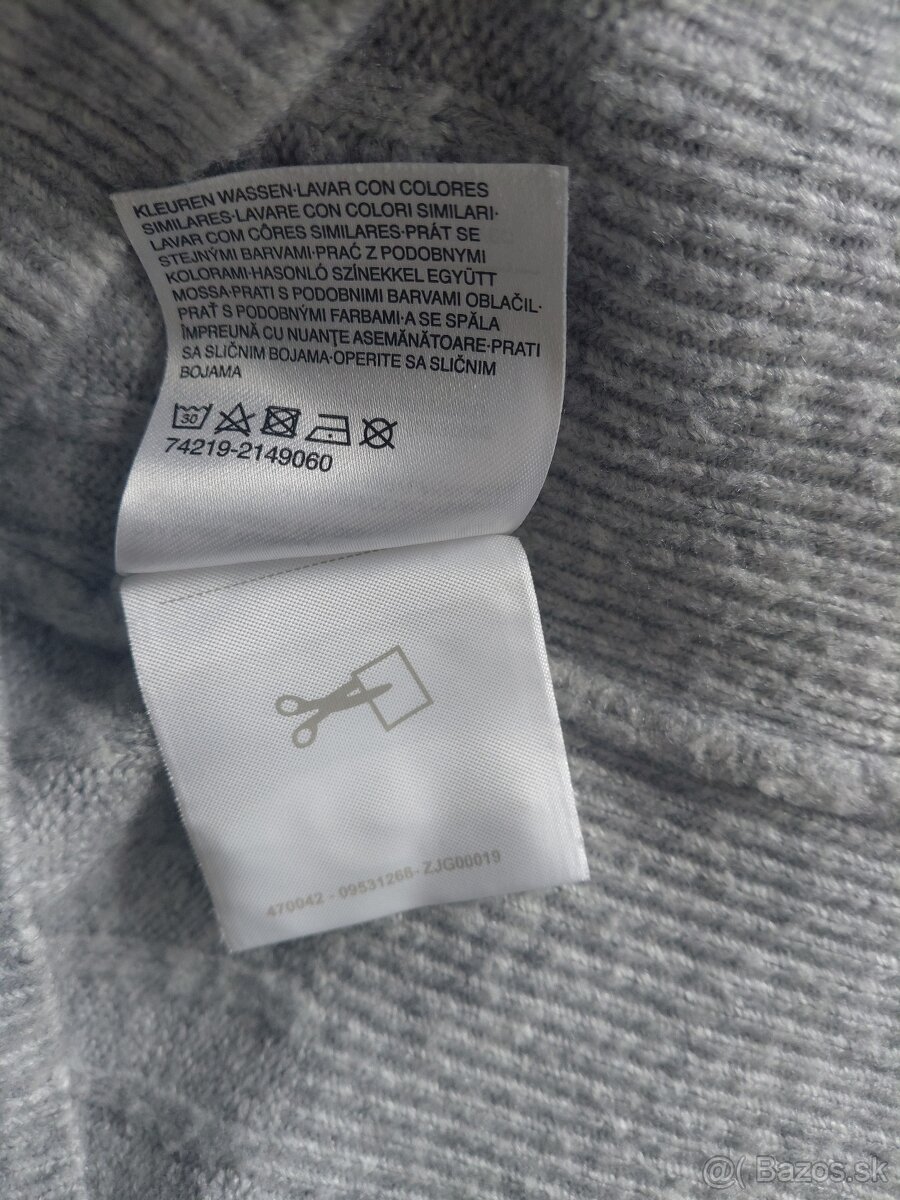 KLEUREN WASSEN·LAVAR CON COLORES
SIMILARES·LAVARE CON COLORI SIMILARI·
LAVAR COM CÔRES SIMILARES·PRÁT SE
STEJNÝMI BARVAMI·PRAĆ Z PODOBNYMI
KOLORAMI·HASONLÓ SZÍNEKKEL EGYÜTT
MOSSA·PRATI S PODOBNIMI BARVAMI OBLAČIL·
PRAŤ S PODOBNÝMI FARBAMI·A SE SPĂLA
ÎMPREUNĂ CU NUANŢE ASEMĂNĂTOARE·PRATI
SA SLIČNIM BOJAMA·OPERITE SA SLIČNIM
BOJAMA
30
74219-2149060
470042 - 09531268- ZJG00019
@( Bazos.sk